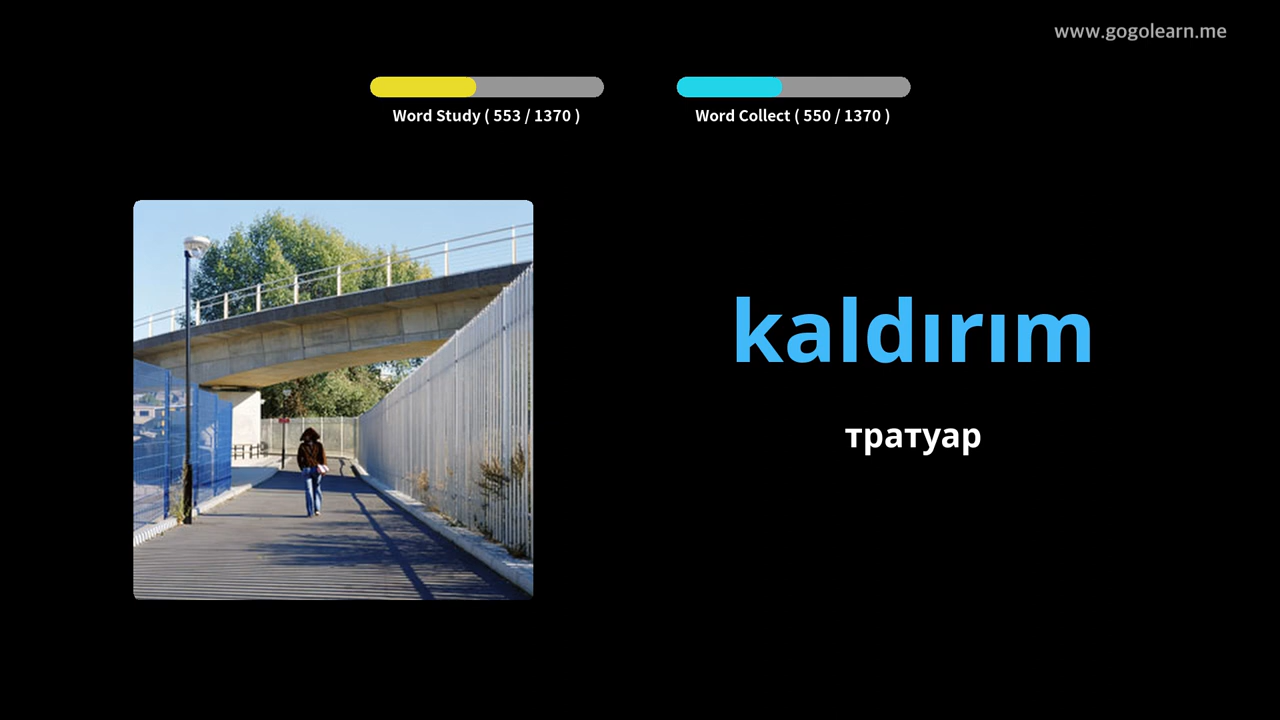 www.gogolearn.me
Word Study ( 553 / 1370 )
Word Collect ( 550 / 1370 )
kaldırım
тратуар